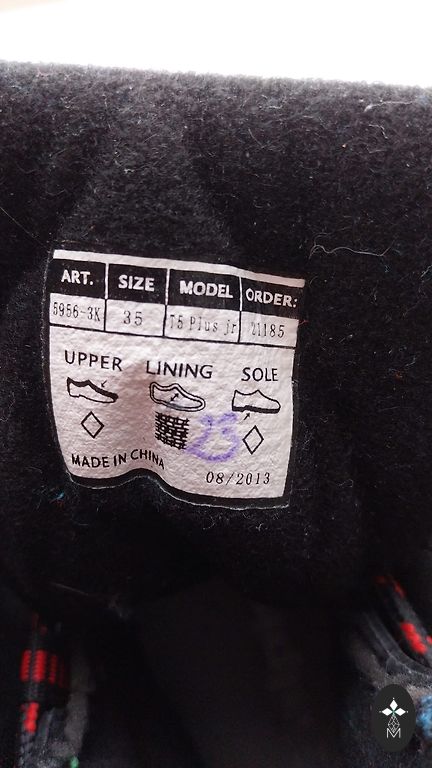 ART. SIZE MODEL ORDER:
5956-3K 35 T5 Plus jr 21185
UPPER LINING SOLE
23
MADE IN CHINA 08/2013
M